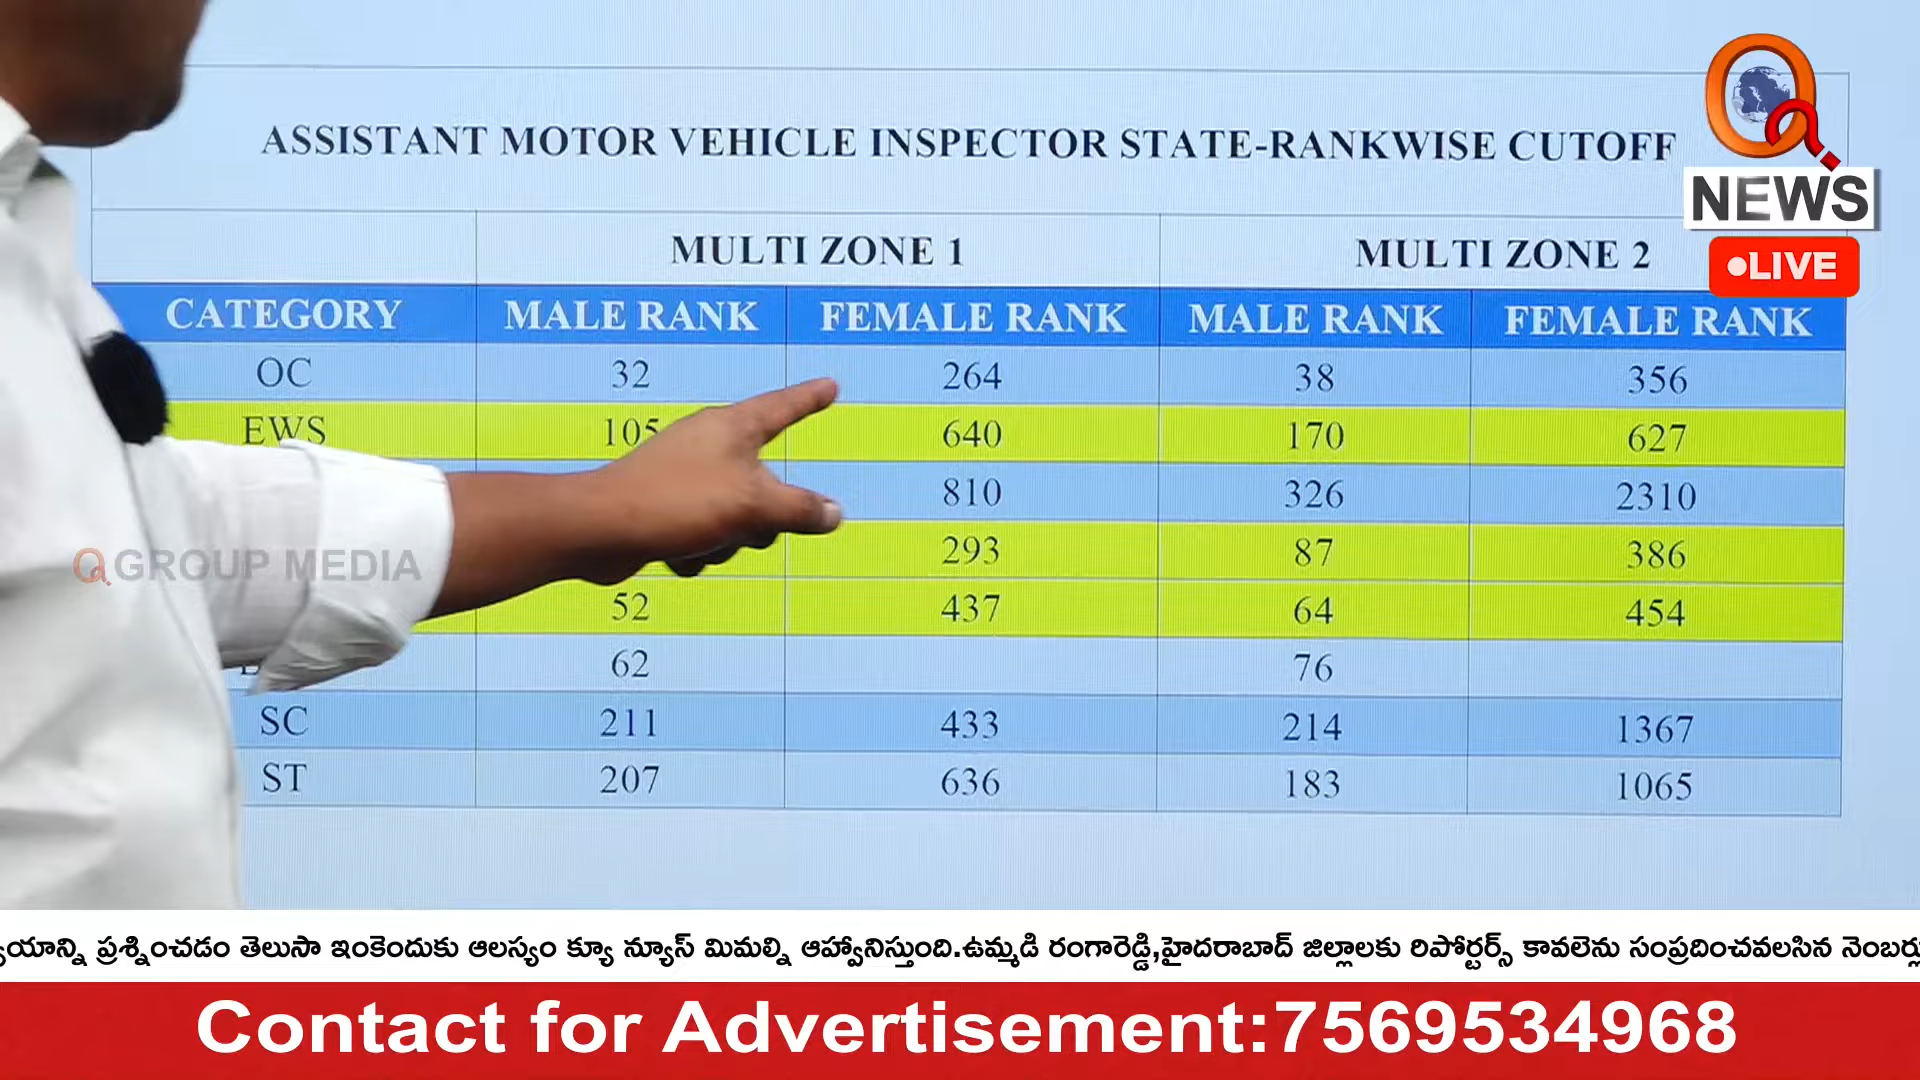 ASSISTANT MOTOR VEHICLE INSPECTOR STATE-RANKWISE CUTOFF
NEWS
LIVE
MULTI ZONE 1 MULTI ZONE 2
CATEGORY MALE RANK FEMALE RANK MALE RANK FEMALE RANK
OC 32 264 38 356
EWS 105 640 170 627
810 326 2310
293 87 386
52 437 64 454
62 76
SC 211 433 214 1367
ST 207 636 183 1065
GROUP MEDIA
ప్రశ్నించడం తెలుసా ఇంకెందుకు ఆలస్యం క్యూ న్యూస్ మిమల్ని ఆహ్వానిస్తుంది.ఉమ్మడి రంగారెడ్డి,హైదరాబాద్ జిల్లాలకు రిపోర్టర్స్ కావలెను సంప్రదించవలసిన
Contact for Advertisement:7569534968